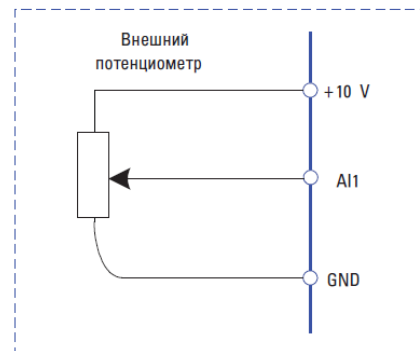 Внешний
потенциометр
+10 V
AI1
GND